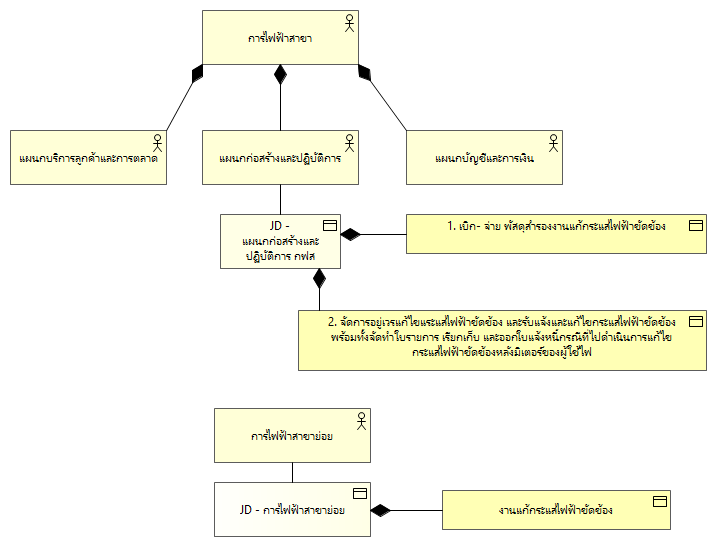 การไฟฟ้าสาขา
แผนกบริการลูกค้าและการตลาด
แผนกก่อสร้างและปฏิบัติการ
แผนกบัญชีและการเงิน
JD -
แผนกก่อสร้างและ
ปฏิบัติการ กฟส
1. เบิก- จ่าย พัสดุสำรองงานแก้กระแสไฟฟ้าขัดข้อง
2. จัดการอยู่เวรแก้ไขแระแสไฟฟ้าขัดข้อง และรับแจ้งและแก้ไขกระแสไฟฟ้าขัดข้อง
พร้อมทั้งจัดทำใบรายการ เรียกเก็บ และออกใบแจ้งหนี้กรณีที่ไปดำเนินการแก้ไข
กระแสไฟฟ้าขัดข้องหลังมิเตอร์ของผู้ใช้ไฟ
การไฟฟ้าสาขาย่อย
JD - การไฟฟ้าสาขาย่อย
งานแก้กระแสไฟฟ้าขัดข้อง